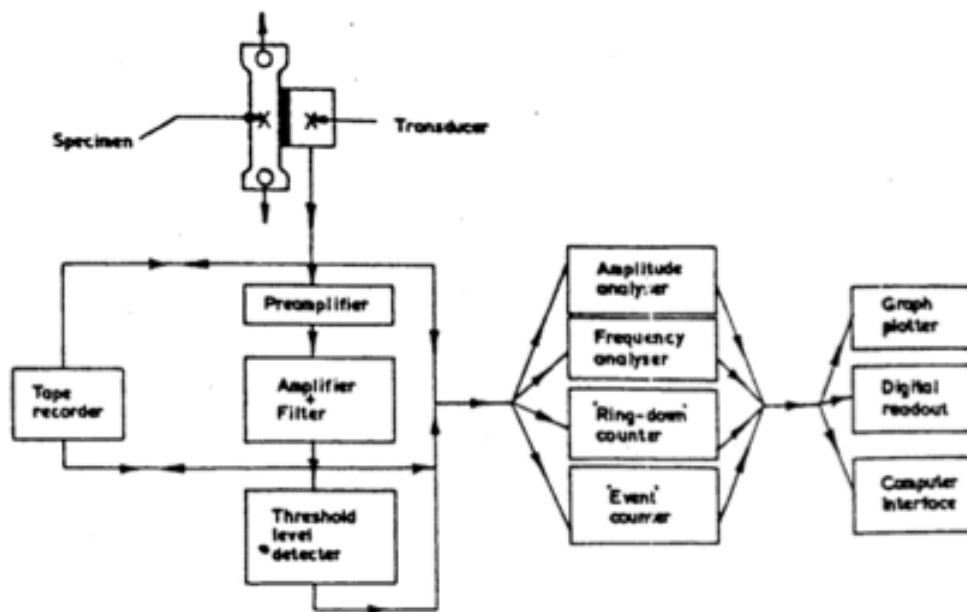 Specimen
Transducer
Preamplifier
Amplifier
+
Filter
Tape
recorder
Threshold
level
detecter
Amplitude
analyser
Frequency
analyser
"Ring-down"
counter
"Event"
counter
Graph
plotter
Digital
readout
Computer
Interface